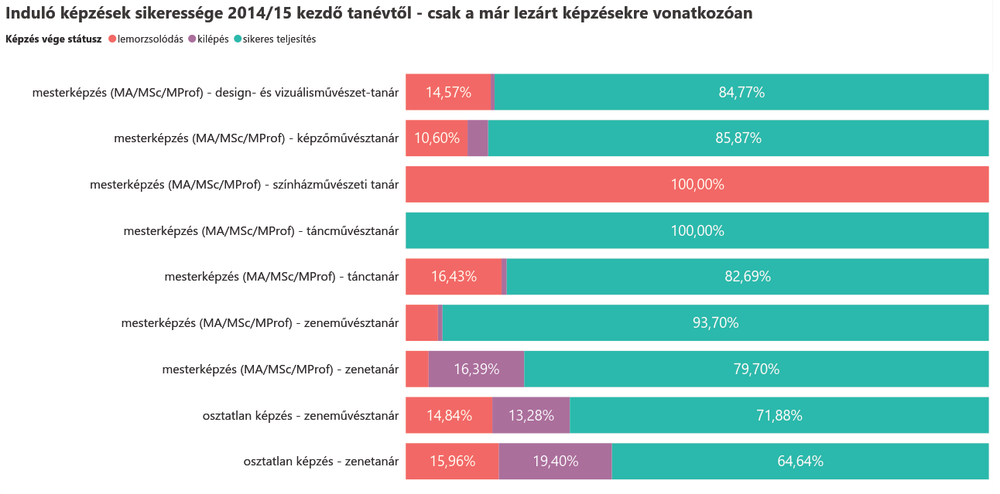 Induló képzések sikeressége 2014/15 kezdő tanévtől - csak a már lezárt képzésekre vonatkozóan
Képzés vége státusz lemorzsolódás kilépés sikeres teljesítés
mesterképzés (MA/MSc/MProf) - design- és vizuálisművészet-tanár 14,57% 84,77%
mesterképzés (MA/MSc/MProf) - képzőművésztanár 10,60% 85,87%
mesterképzés (MA/MSc/MProf) - színházművészeti tanár 100,00%
mesterképzés (MA/MSc/MProf) - táncművésztanár 100,00%
mesterképzés (MA/MSc/MProf) - tánctanár 16,43% 82,69%
mesterképzés (MA/MSc/MProf) - zeneművésztanár 93,70%
mesterképzés (MA/MSc/MProf) - zenetanár 16,39% 79,70%
osztatlan képzés - zeneművésztanár 14,84% 13,28% 71,88%
osztatlan képzés - zenetanár 15,96% 19,40% 64,64%